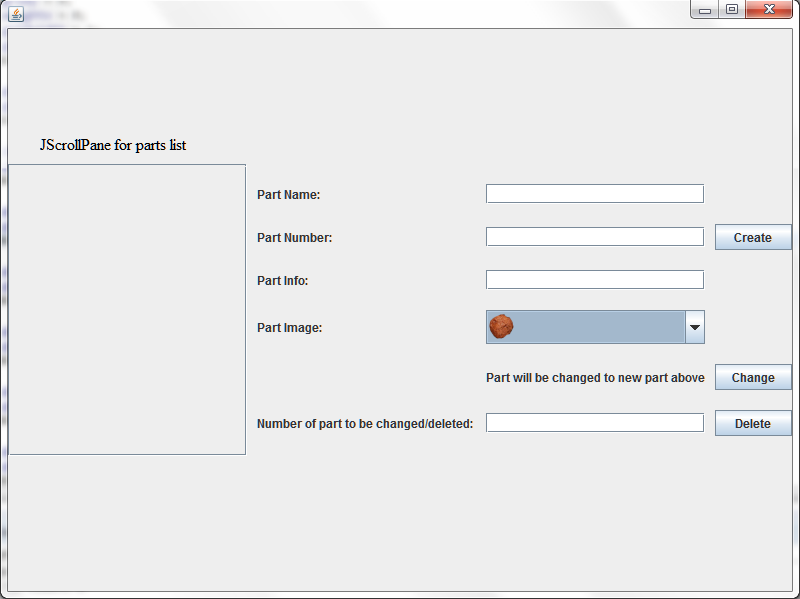 JScrollPane for parts list
Part Name:
Part Number:
Create
Part Info:
Part Image:
Part will be changed to new part above
Change
Number of part to be changed/deleted:
Delete